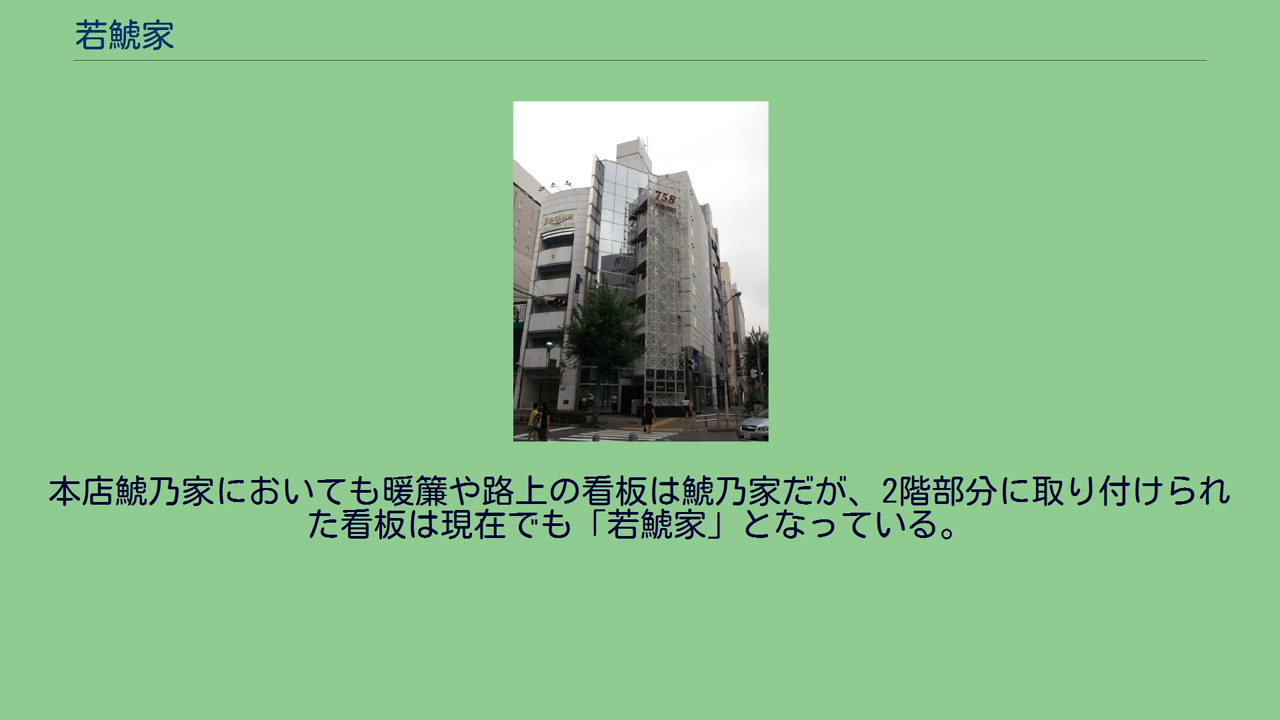 若鯱家
758
本店鯱乃家においても暖簾や路上の看板は鯱乃家だが、2階部分に取り付けられ
た看板は現在でも「若鯱家」となっている。